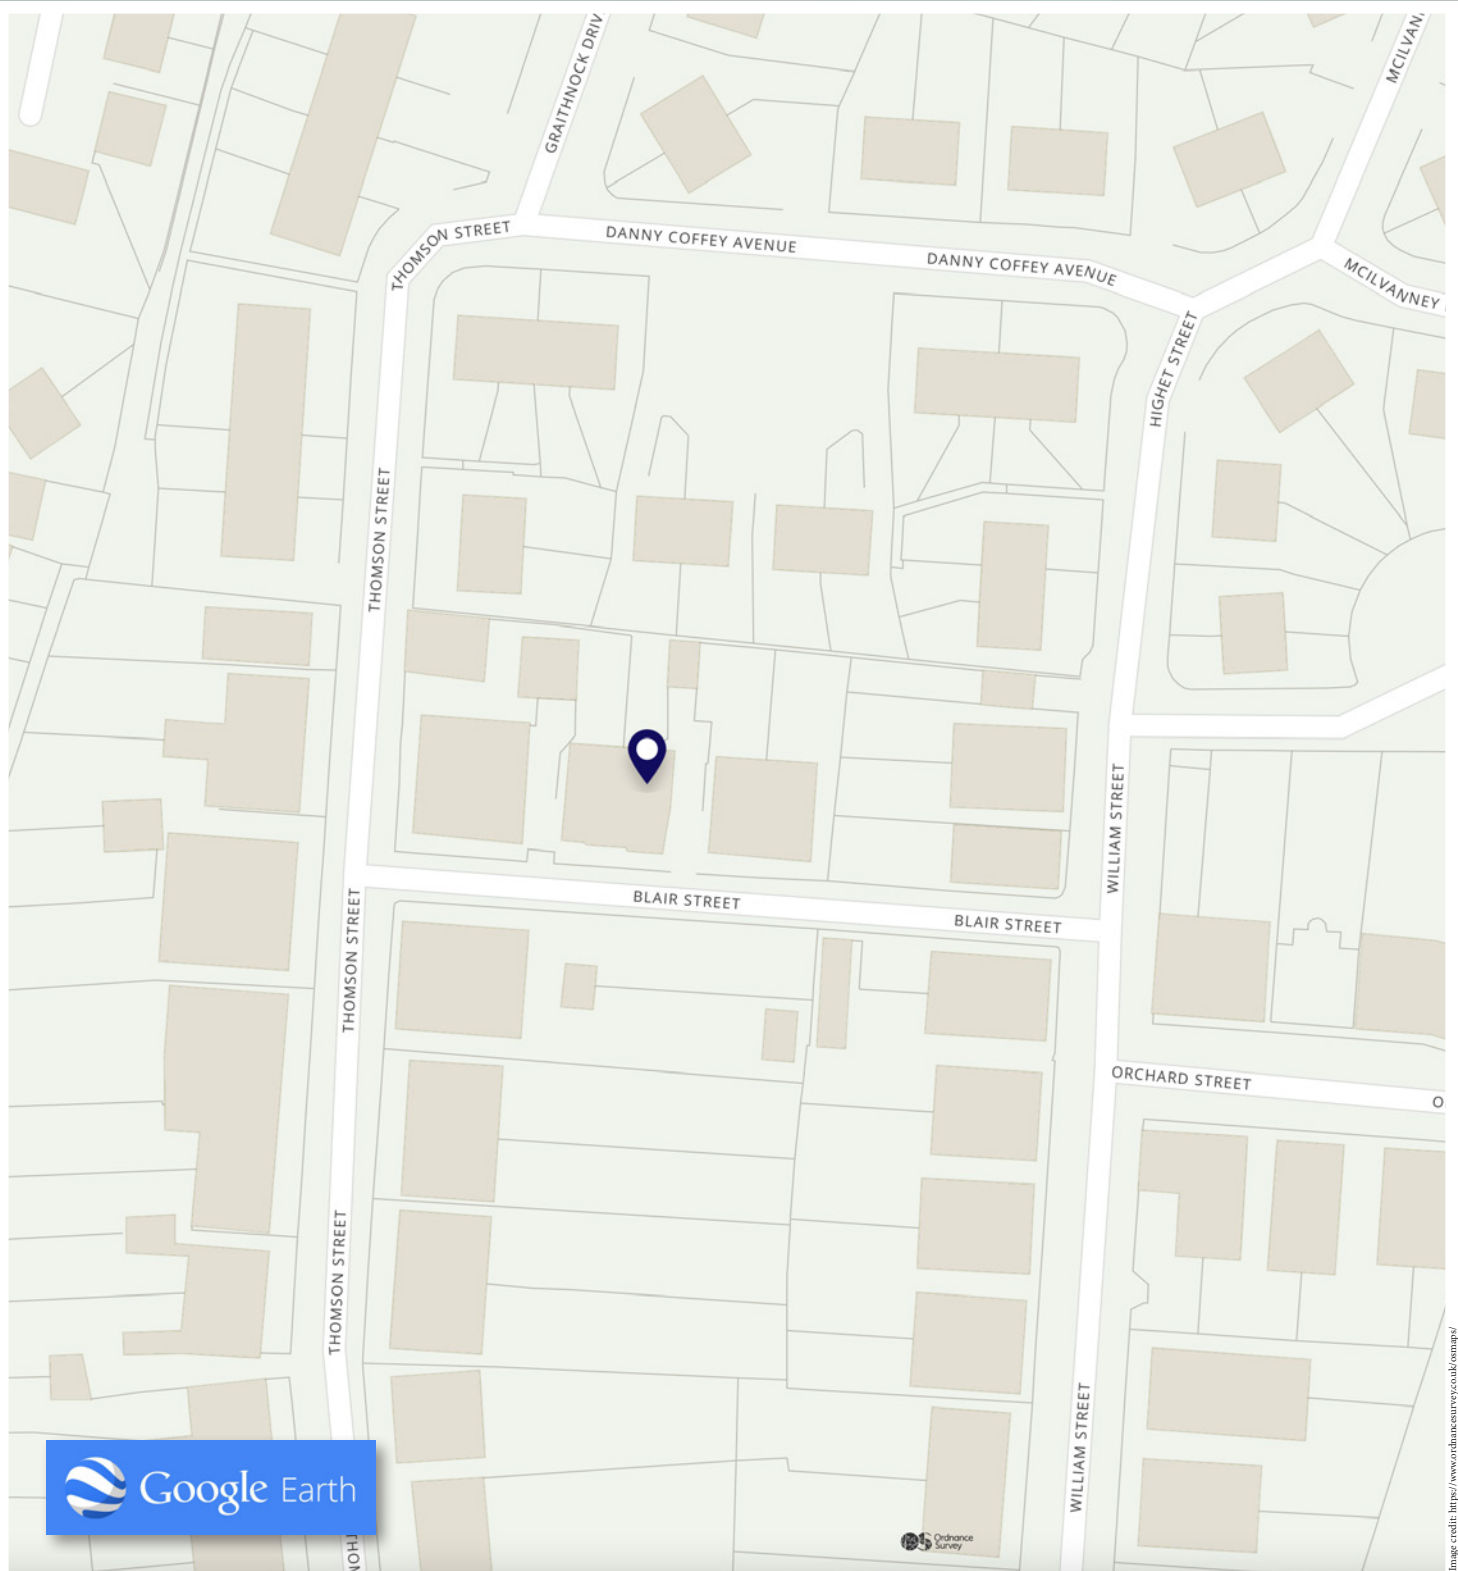 GRAITHNOCK DRIV
MCILVAN
THOMSON STREET
DANNY COFFEY AVENUE
DANNY COFFEY AVENUE
MCILVANNEY
HIGHET STREET
THOMSON STREET
WILLIAM STREET
BLAIR STREET
BLAIR STREET
THOMSON STREET
ORCHARD STREET
O
THOMSON STREET
WILLIAM STREET
Google Earth
Ordnance
Survey
THOM
Image credit: https://www.ordnancesurvey.co.uk/osmaps/